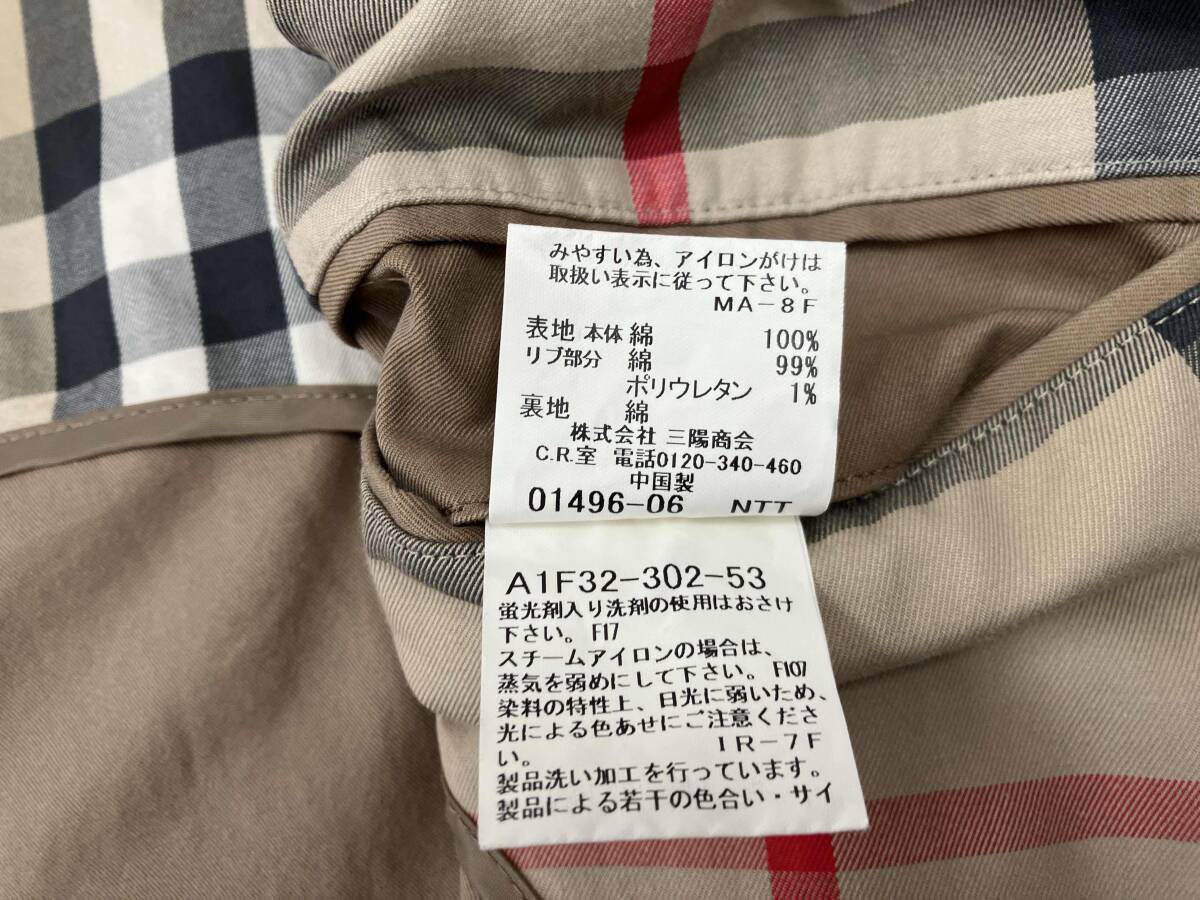 みやすい為、アイロンがけは
取扱い表示に従って下さい。
MA-8F
表地 本体 綿 100%
リブ部分 綿 99%
ポリウレタン 1%
裏地 綿
株式会社 三陽商会
C.R.室 電話0120-340-460
中国製
01496-06 NTT
A1F32-302-53
蛍光剤入り洗剤の使用はおさけ
下さい。F17
スチームアイロンの場合は、
蒸気を弱めにして下さい。F107
染料の特性上、日光に弱いため、
光による色あせにご注意くださ
い。 IR-7F
製品洗い加工を行っています。
製品による若干の色合い・サイ